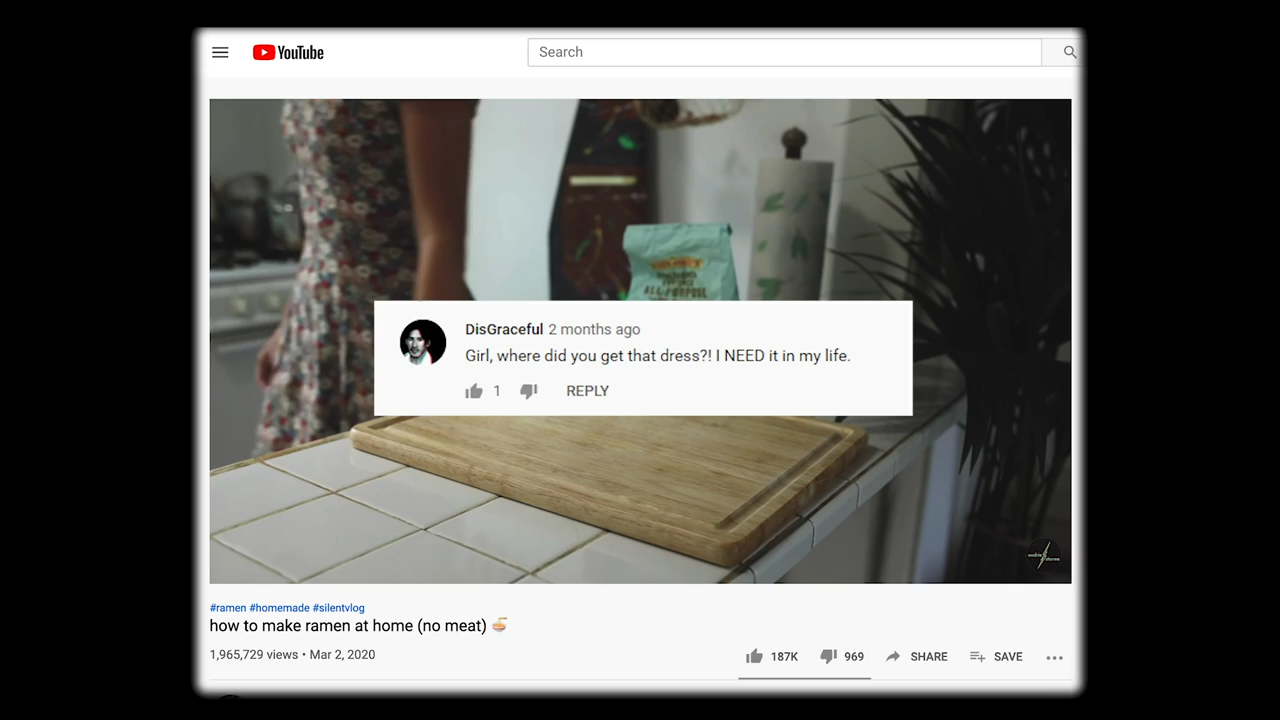 YouTube
Search
ALL-PURPOSE
DisGraceful 2 months ago
Girl, where did you get that dress?! I NEED it in my life.
1 REPLY
#ramen #homemade #silentvlog
how to make ramen at home (no meat)
1,965,729 views • Mar 2, 2020
187K 969 SHARE SAVE